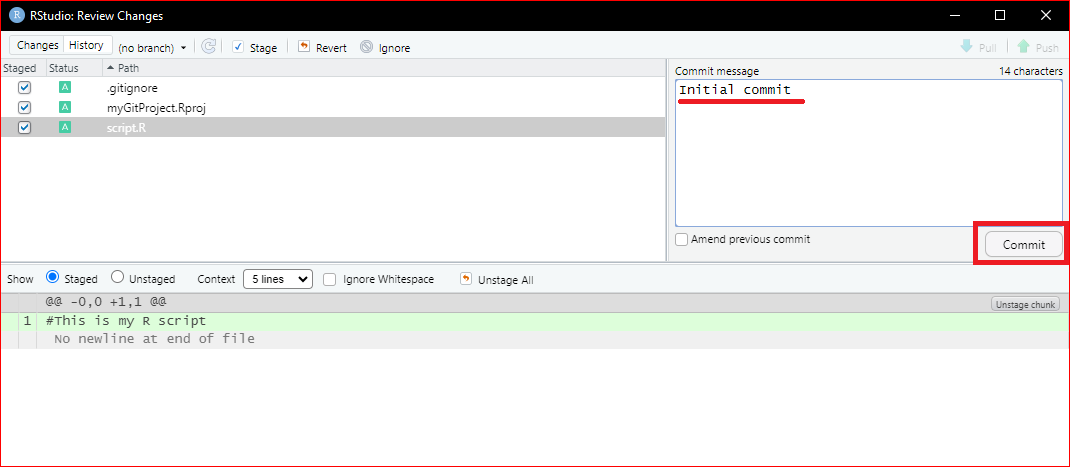 R RStudio: Review Changes
Changes History (no branch) Stage Revert Ignore Pull Push
Staged Status Path
A .gitignore
A myGitProject.Rproj
A script.R
Commit message 14 characters
Initial commit
Amend previous commit
Commit
Show Staged Unstaged Context 5 lines Ignore Whitespace Unstage All
@@ -0,0 +1,1 @@ Unstage chunk
1 #This is my R script
No newline at end of file